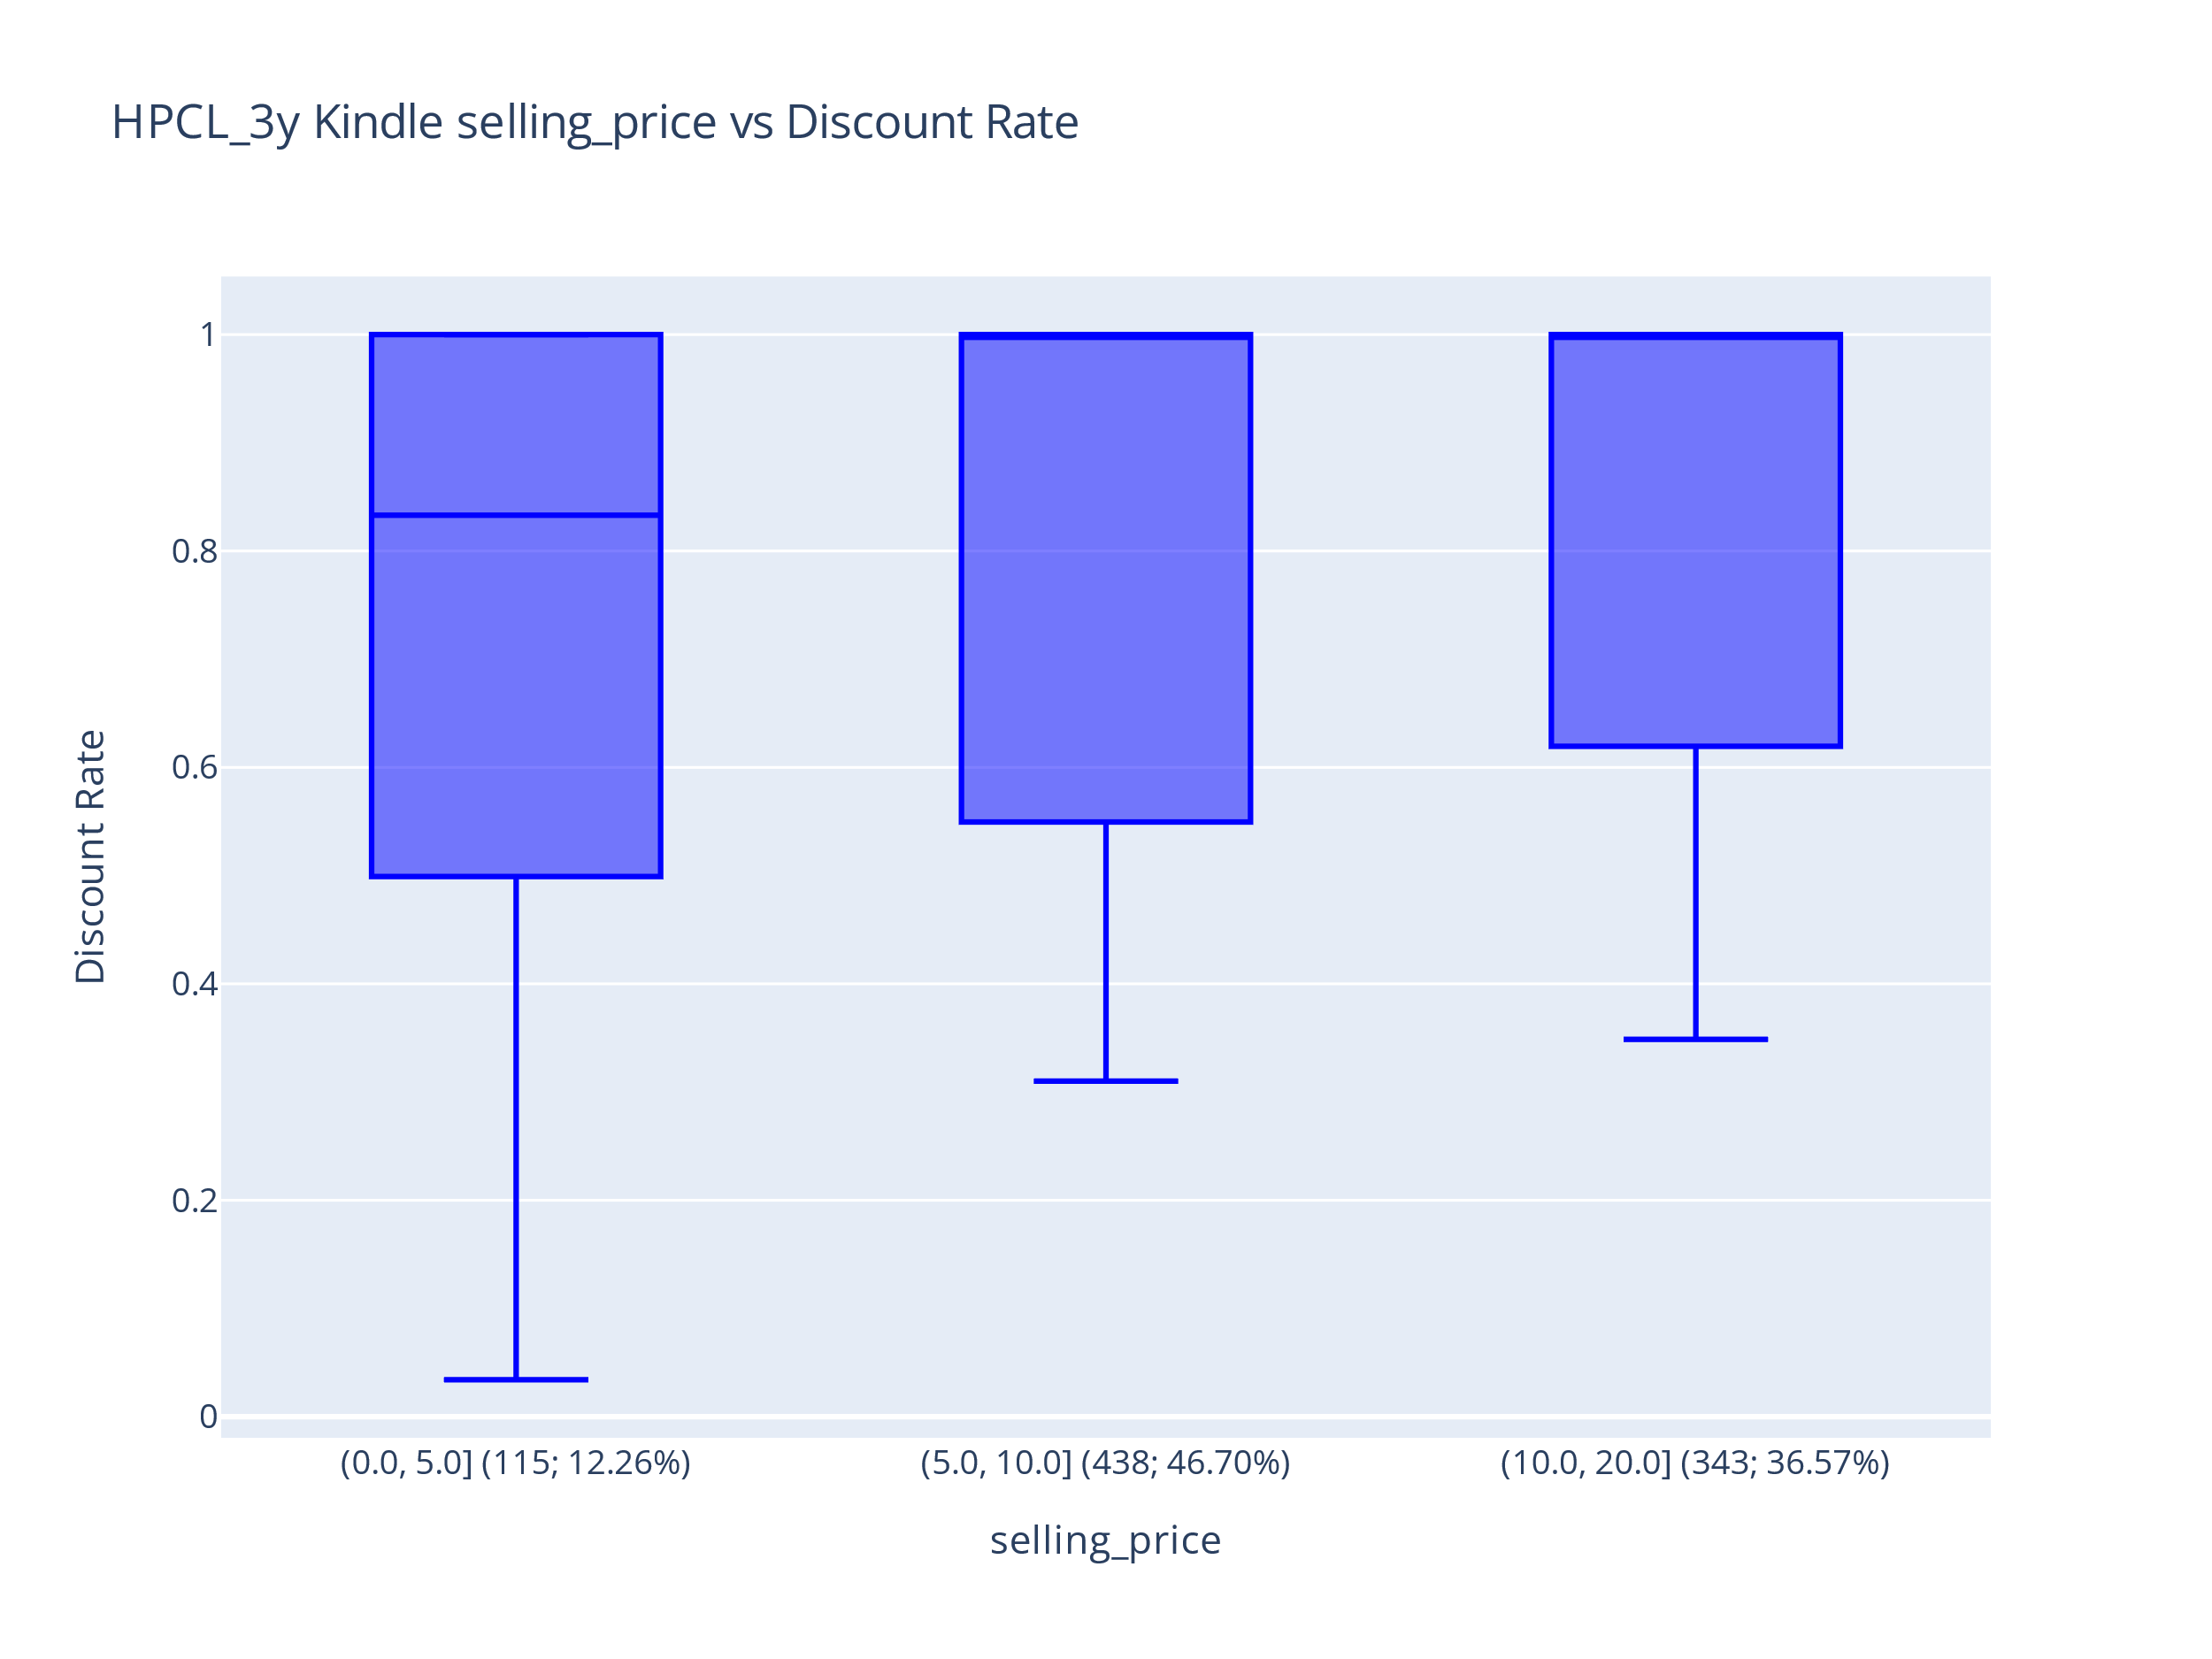 HPCL_3y Kindle selling_price vs Discount Rate
Discount Rate
1
0.8
0.6
0.4
0.2
0
(0.0, 5.0] (115; 12.26%)
(5.0, 10.0] (438; 46.70%)
(10.0, 20.0] (343; 36.57%)
selling_price